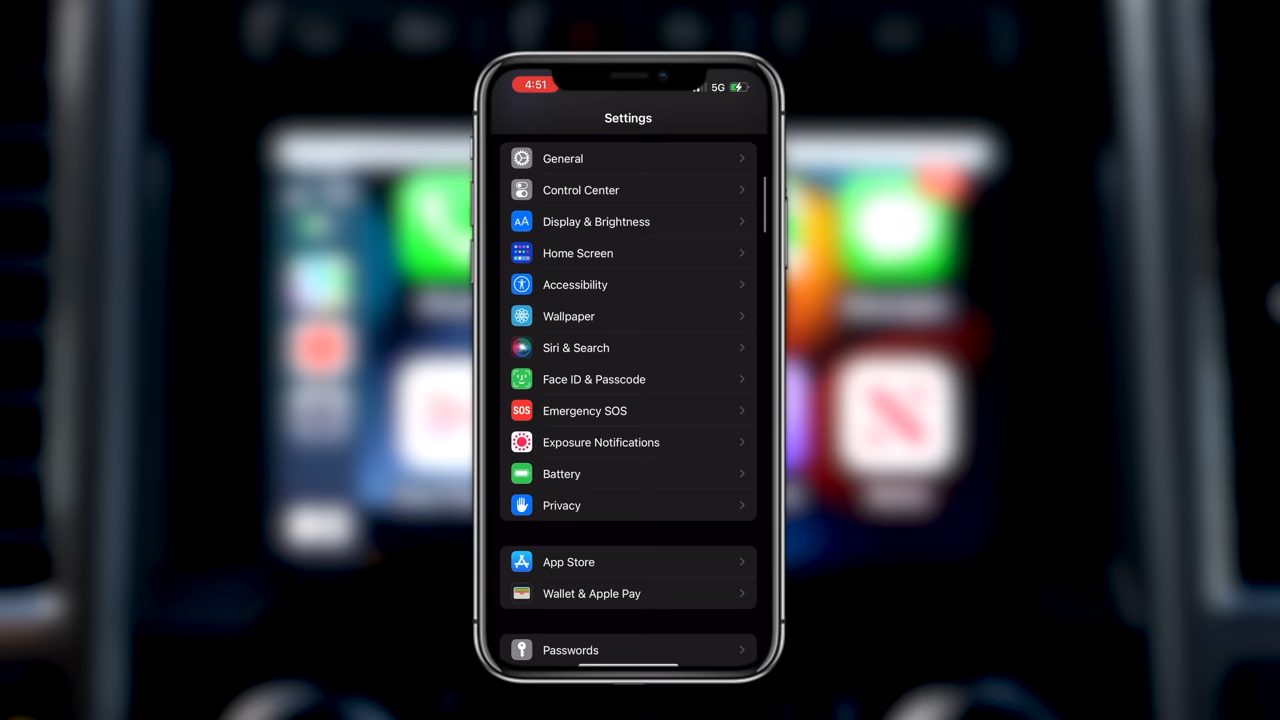 4:51
5G
Settings
General
Control Center
AA
Display & Brightness
Home Screen
Accessibility
Wallpaper
Siri & Search
Face ID & Passcode
SOS
Emergency SOS
Exposure Notifications
Battery
Privacy
App Store
Wallet & Apple Pay
Passwords